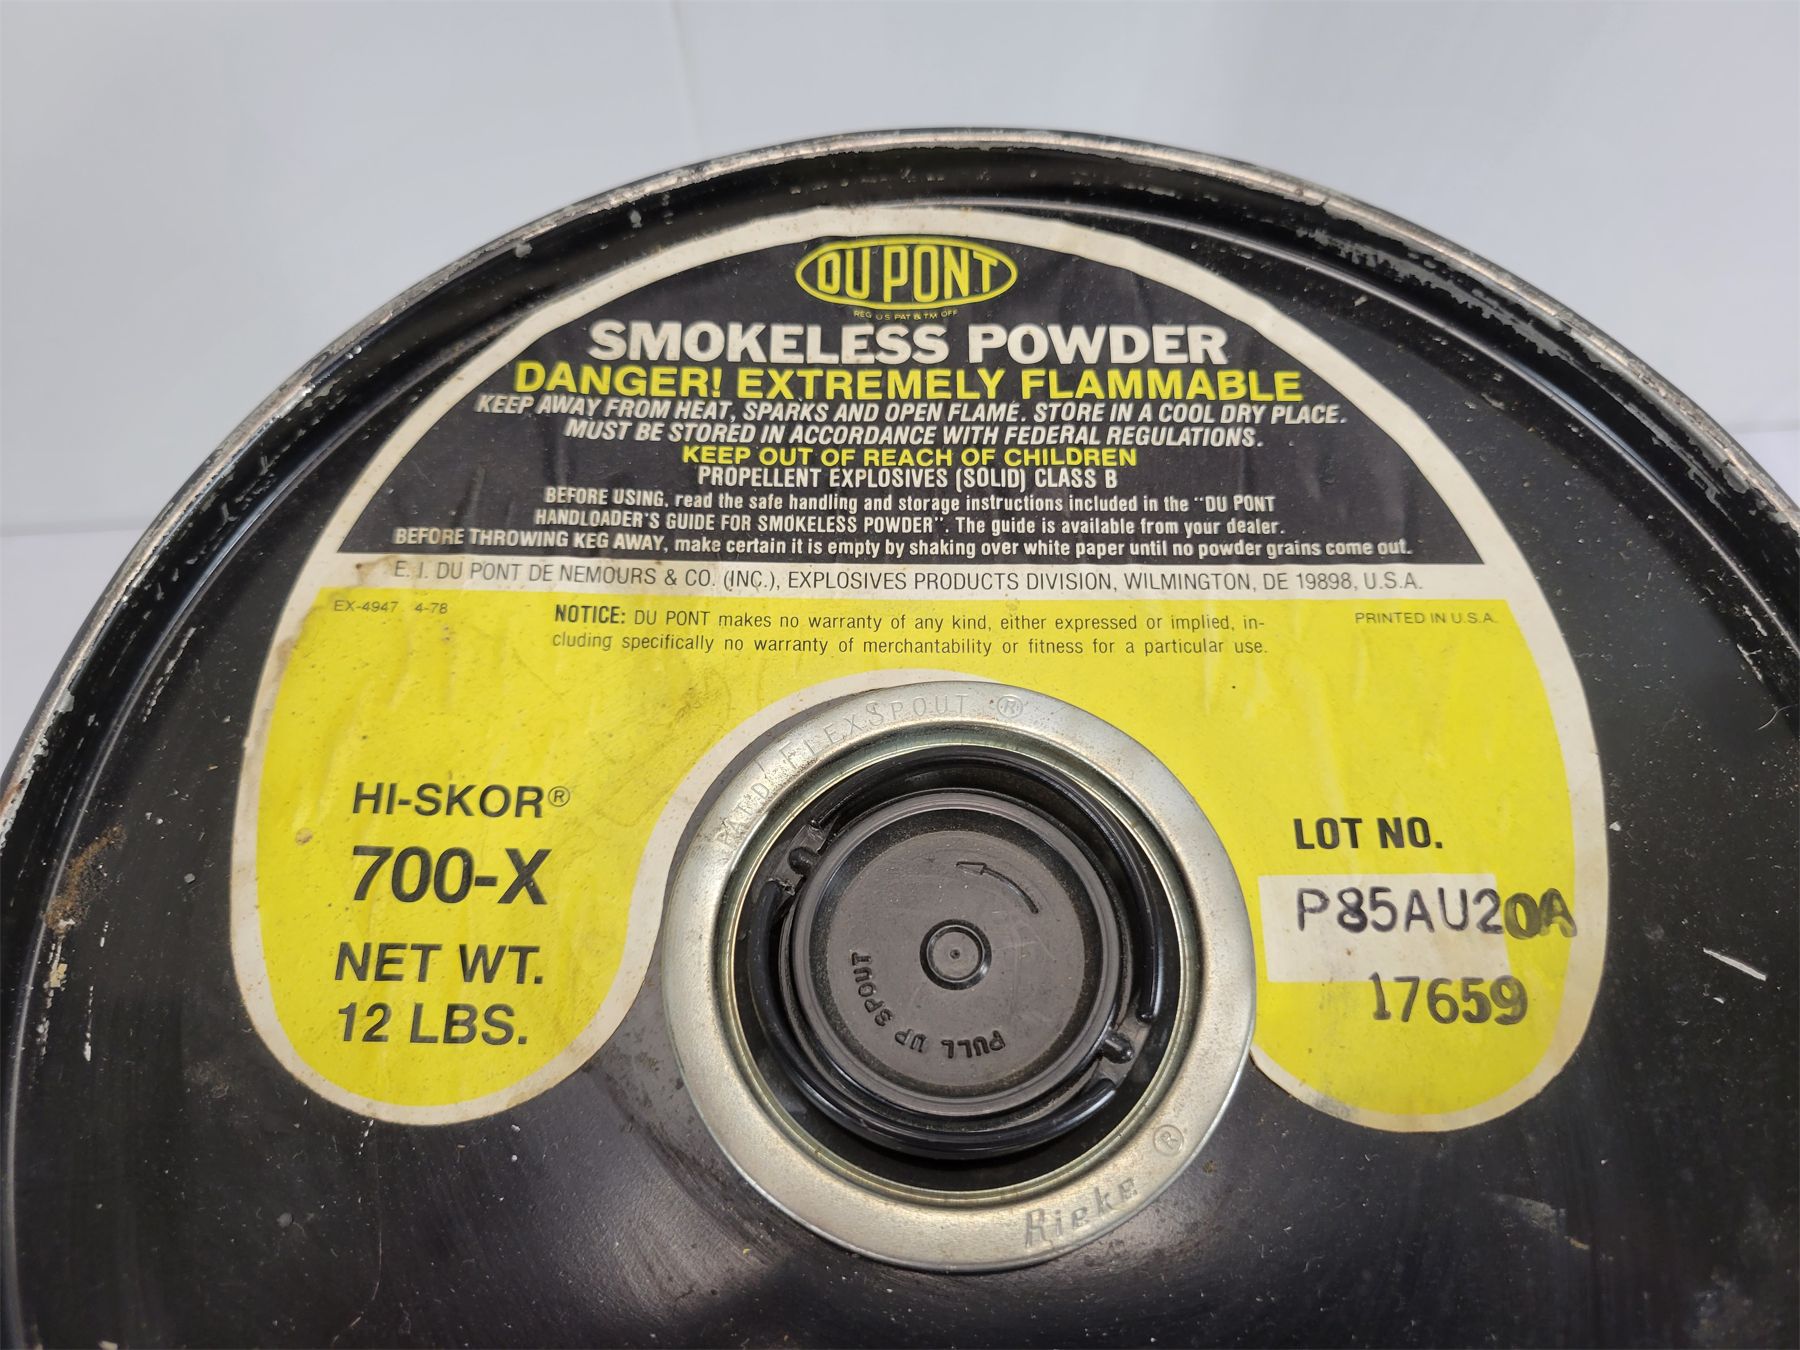 DU PONT
REG U.S. PAT & TM OFF
SMOKELESS POWDER
DANGER! EXTREMELY FLAMMABLE
KEEP AWAY FROM HEAT, SPARKS AND OPEN FLAME. STORE IN A COOL DRY PLACE.
MUST BE STORED IN ACCORDANCE WITH FEDERAL REGULATIONS.
KEEP OUT OF REACH OF CHILDREN
PROPELLENT EXPLOSIVES (SOLID) CLASS B
BEFORE USING, read the safe handling and storage instructions included in the "DU PONT
HANDLOADER'S GUIDE FOR SMOKELESS POWDER". The guide is available from your dealer.
BEFORE THROWING KEG AWAY, make certain it is empty by shaking over white paper until no powder grains come out.
E. I. DU PONT DE NEMOURS & CO. (INC.), EXPLOSIVES PRODUCTS DIVISION, WILMINGTON, DE 19898, U.S.A.
EX-4947 4-78
NOTICE: DU PONT makes no warranty of any kind, either expressed or implied, in-
cluding specifically no warranty of merchantability or fitness for a particular use.
PRINTED IN U.S.A.
HI-SKOR®
700-X
NET WT.
12 LBS.
PAT'D FLEXSPOUT ®
PULL UP SPOUT
Rieke ®
LOT NO.
P85AU20A
17659